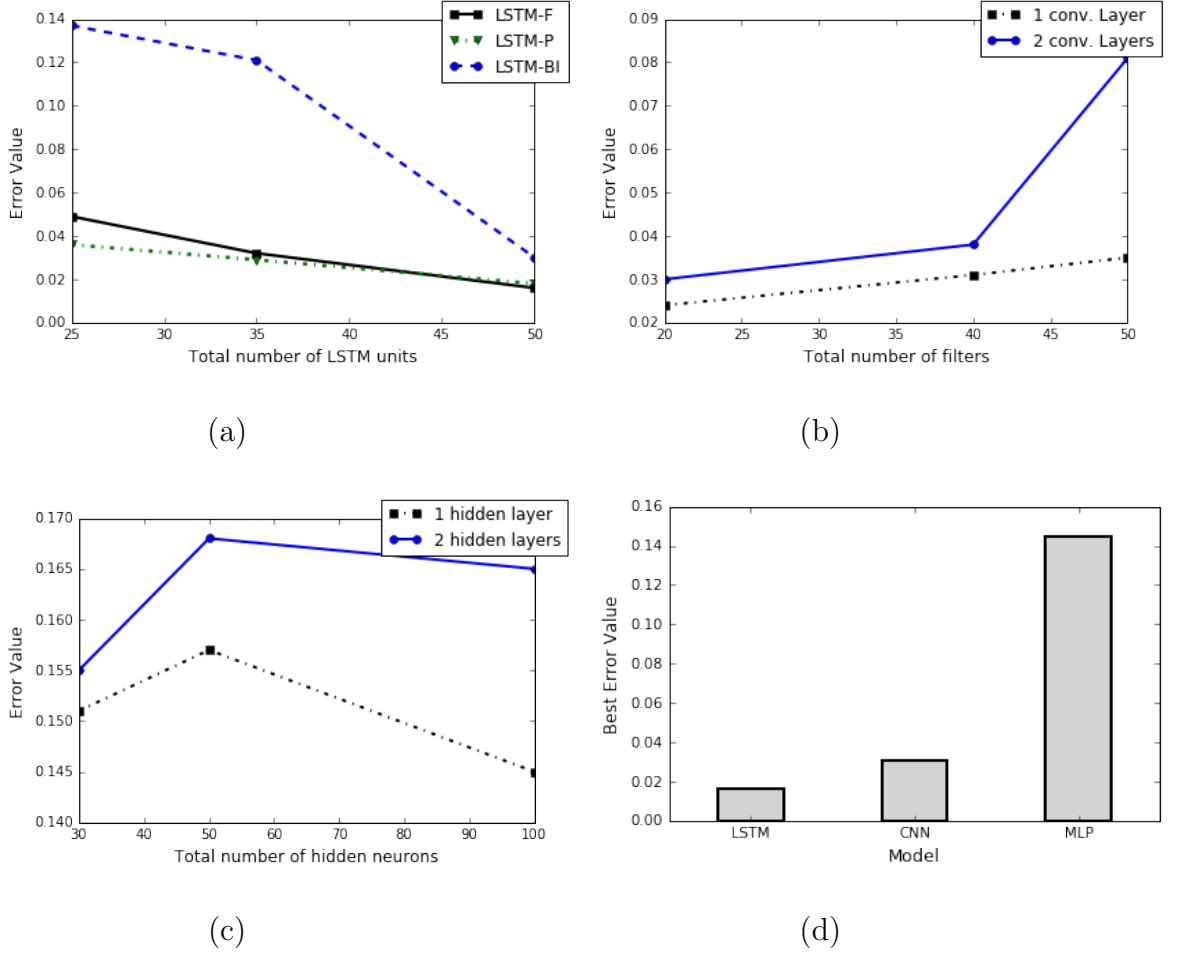 LSTM-F
LSTM-P
LSTM-BI
0.14
0.12
0.10
0.08
0.06
0.04
0.02
0.00
Error Value
25 30 35 40 45 50
Total number of LSTM units
(a)
1 conv. Layer
2 conv. Layers
0.09
0.08
0.07
0.06
0.05
0.04
0.03
0.02
Error Value
20 25 30 35 40 45 50
Total number of filters
(b)
1 hidden layer
2 hidden layers
0.170
0.165
0.160
0.155
0.150
0.145
0.140
Error Value
30 40 50 60 70 80 90 100
Total number of hidden neurons
(c)
0.16
0.14
0.12
0.10
0.08
0.06
0.04
0.02
0.00
Best Error Value
LSTM CNN MLP
Model
(d)